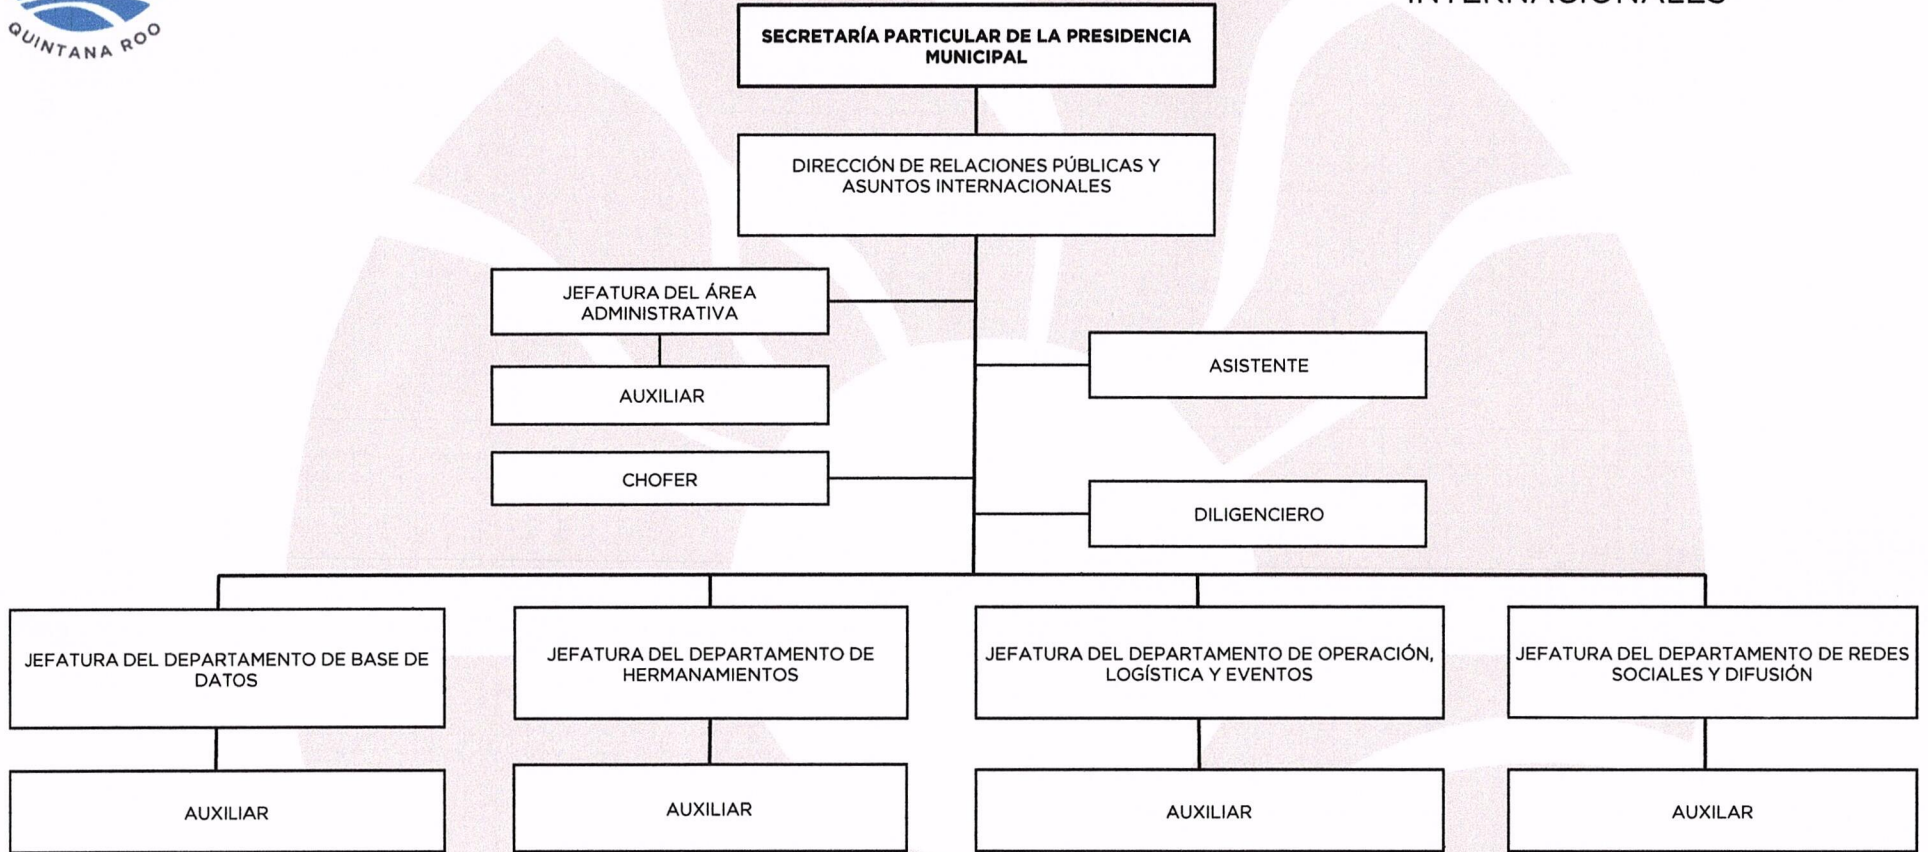 QUINTANA ROO
SECRETARÍA PARTICULAR DE LA PRESIDENCIA
MUNICIPAL
DIRECCIÓN DE RELACIONES PÚBLICAS Y
ASUNTOS INTERNACIONALES
JEFATURA DEL ÁREA
ADMINISTRATIVA
ASISTENTE
AUXILIAR
CHOFER
DILIGENCIERO
JEFATURA DEL DEPARTAMENTO DE BASE DE
DATOS
JEFATURA DEL DEPARTAMENTO DE
HERMANAMIENTOS
JEFATURA DEL DEPARTAMENTO DE OPERACIÓN,
LOGÍSTICA Y EVENTOS
JEFATURA DEL DEPARTAMENTO DE REDES
SOCIALES Y DIFUSIÓN
AUXILIAR
AUXILIAR
AUXILIAR
AUXILAR